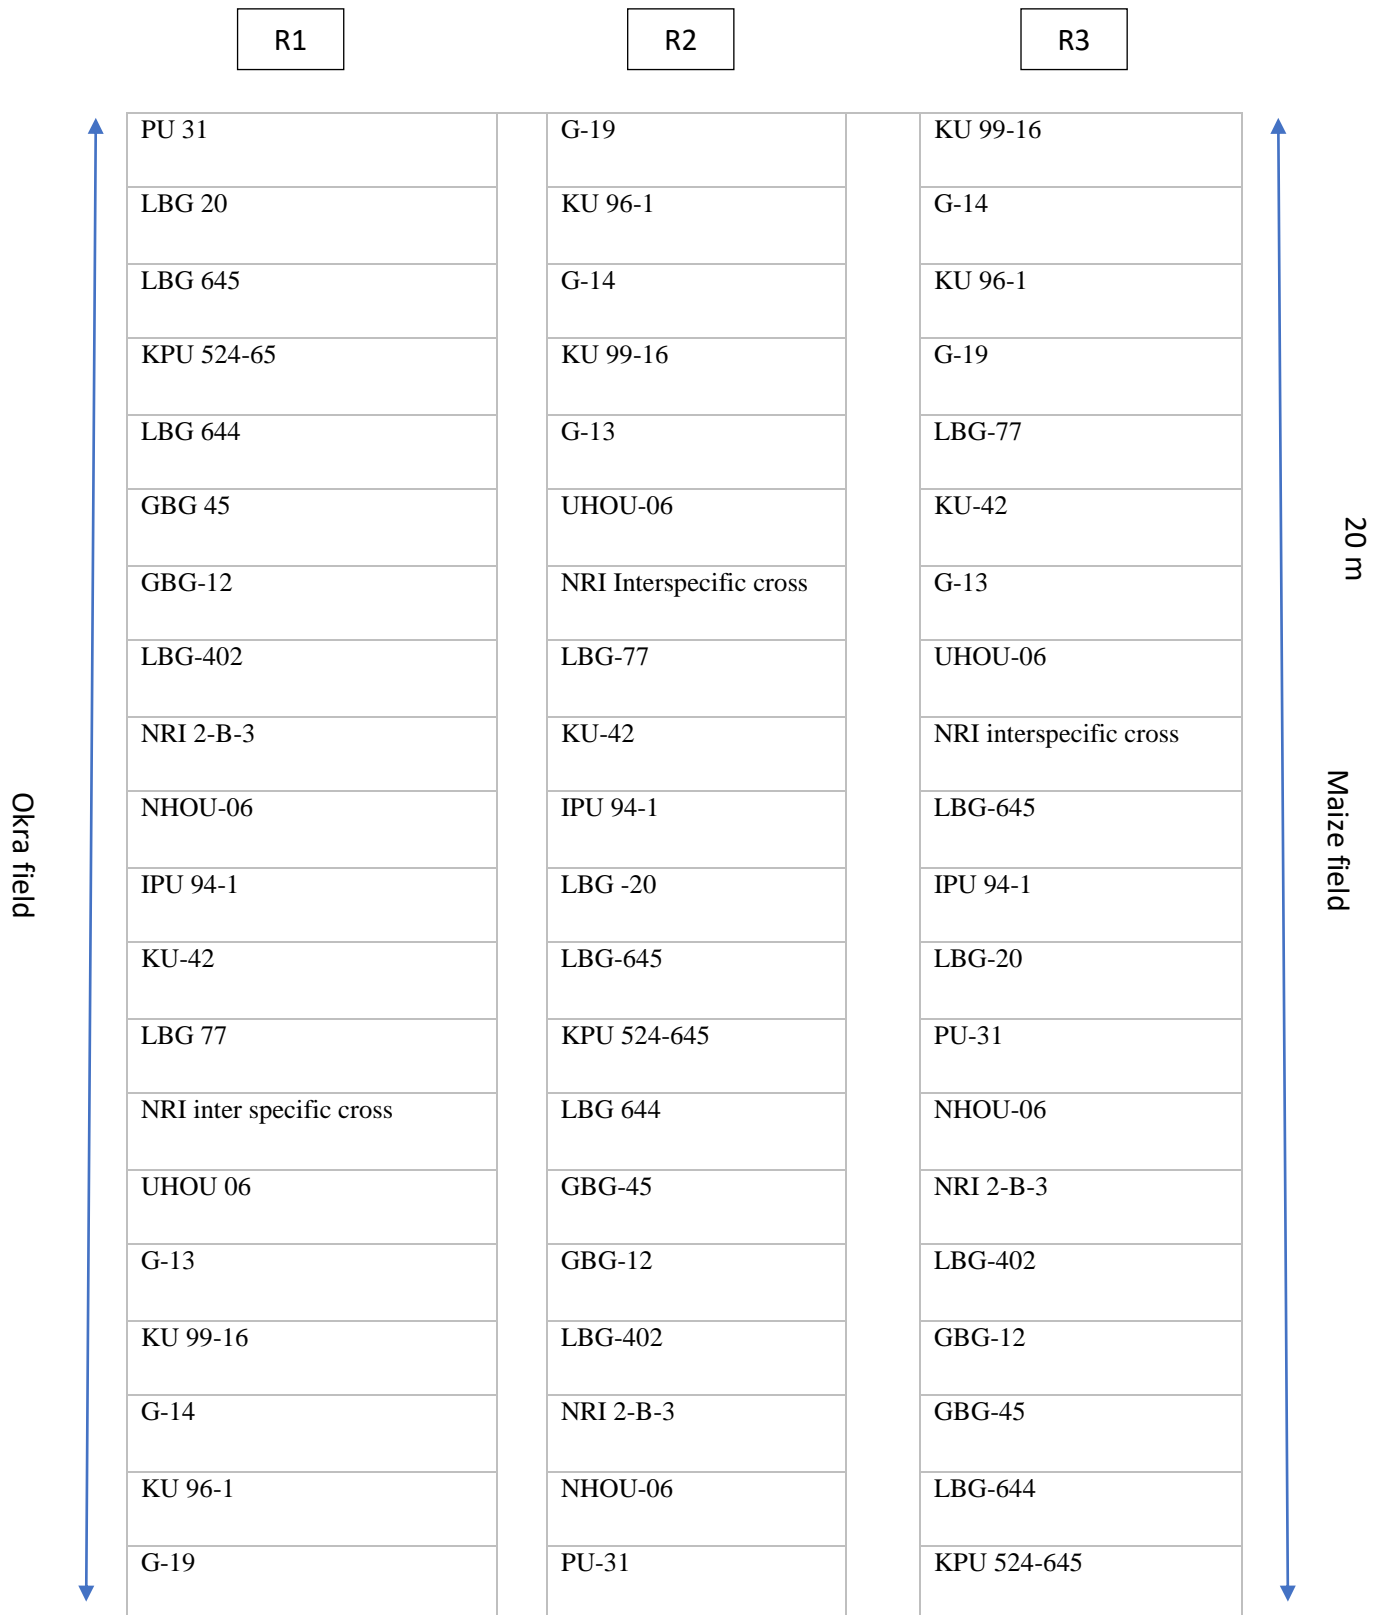 R1 R2 R3
PU 31 G-19 KU 99-16
LBG 20 KU 96-1 G-14
LBG 645 G-14 KU 96-1
KPU 524-65 KU 99-16 G-19
LBG 644 G-13 LBG-77
GBG 45 UHOU-06 KU-42
GBG-12 NRI Interspecific cross G-13
LBG-402 LBG-77 UHOU-06
NRI 2-B-3 KU-42 NRI interspecific cross
NHOU-06 IPU 94-1 LBG-645
IPU 94-1 LBG -20 IPU 94-1
KU-42 LBG-645 LBG-20
LBG 77 KPU 524-645 PU-31
NRI inter specific cross LBG 644 NHOU-06
UHOU 06 GBG-45 NRI 2-B-3
G-13 GBG-12 LBG-402
KU 99-16 LBG-402 GBG-12
G-14 NRI 2-B-3 GBG-45
KU 96-1 NHOU-06 LBG-644
G-19 PU-31 KPU 524-645
Okra field
20 m
Maize field